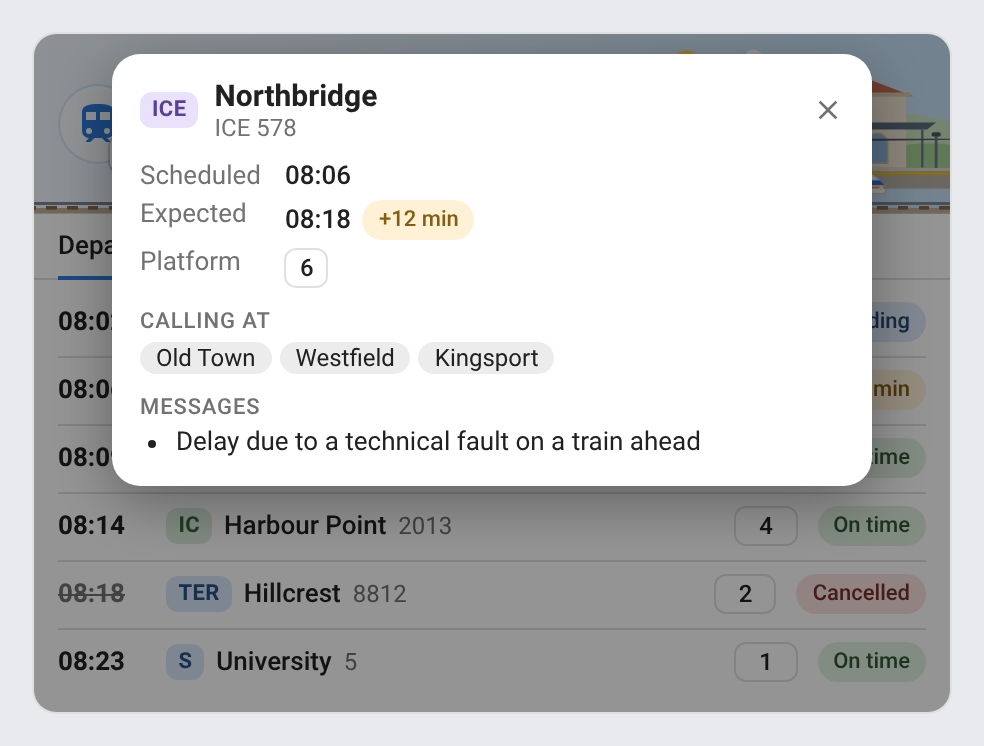 ICE Northbridge
ICE 578
Scheduled 08:06
Expected 08:18 +12 min
Platform 6
CALLING AT
Old Town Westfield Kingsport
MESSAGES
• Delay due to a technical fault on a train ahead
08:14 IC Harbour Point 2013 4 On time
08:18 TER Hillcrest 8812 2 Cancelled
08:23 S University 5 1 On time